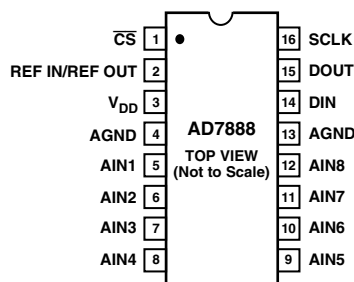 CS 1 16 SCLK
REF IN/REF OUT 2 15 DOUT
VDD 3 14 DIN
AGND 4 AD7888 13 AGND
AIN1 5 TOP VIEW 12 AIN8
(Not to Scale)
AIN2 6 11 AIN7
AIN3 7 10 AIN6
AIN4 8 9 AIN5